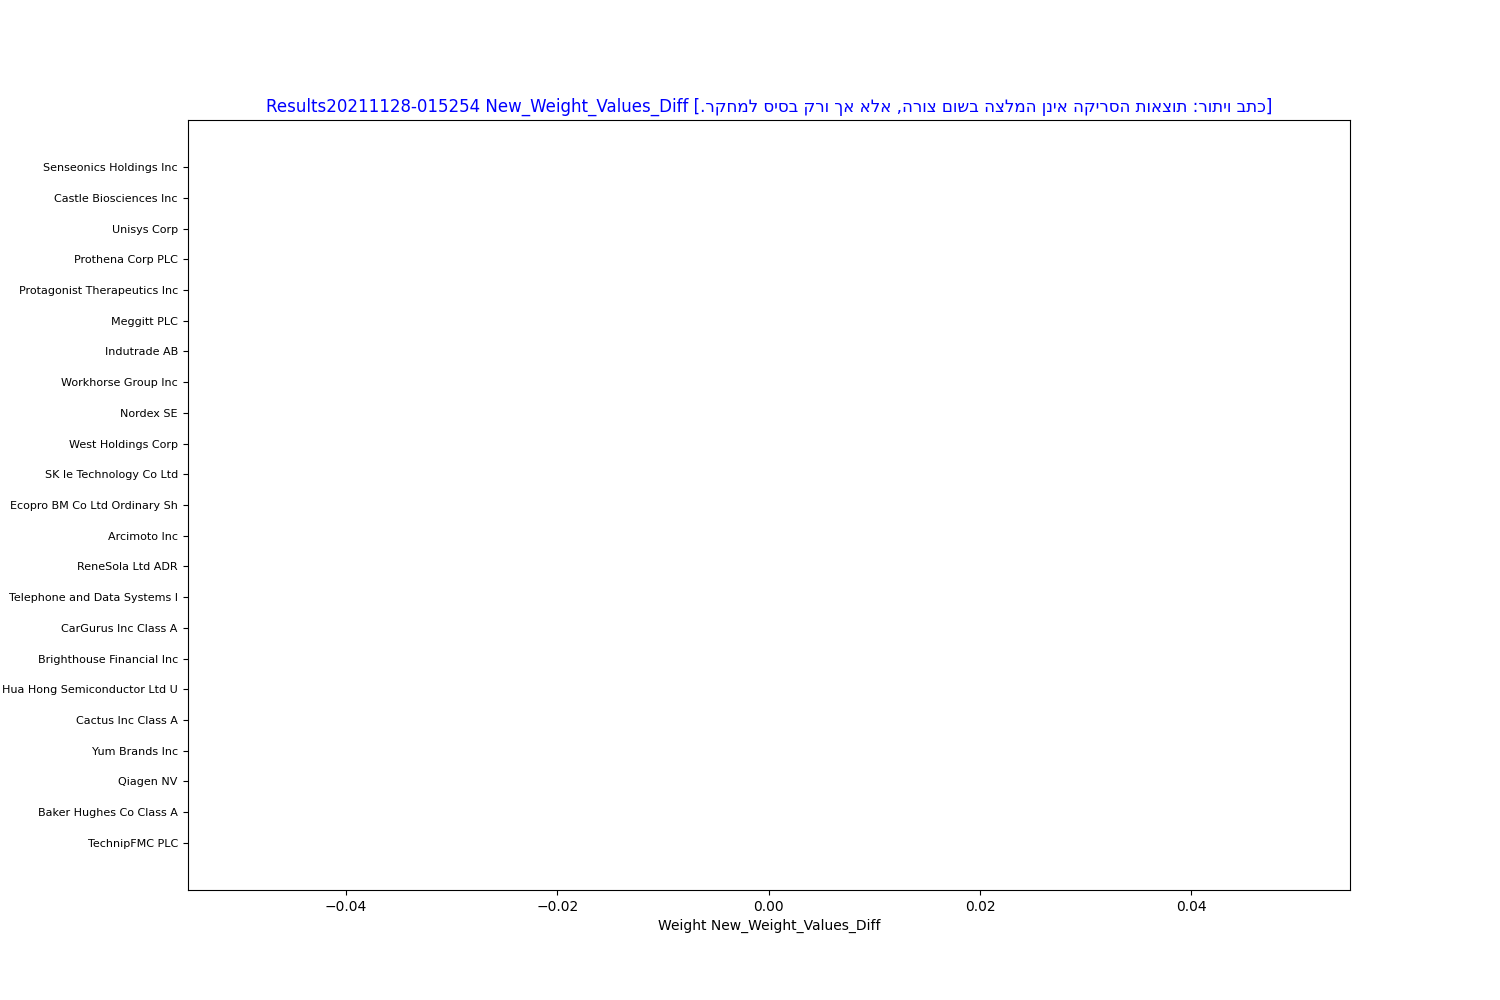 Results20211128-015254 New_Weight_Values_Diff [כתב ויתור: תוצאות הסריקה אינן המלצה בשום צורה, אלא אך ורק בסיס למחקר.]
Senseonics Holdings Inc
Castle Biosciences Inc
Unisys Corp
Prothena Corp PLC
Protagonist Therapeutics Inc
Meggitt PLC
Indutrade AB
Workhorse Group Inc
Nordex SE
West Holdings Corp
SK Ie Technology Co Ltd
Ecopro BM Co Ltd Ordinary Sh
Arcimoto Inc
ReneSola Ltd ADR
Telephone and Data Systems I
CarGurus Inc Class A
Brighthouse Financial Inc
Hua Hong Semiconductor Ltd U
Cactus Inc Class A
Yum Brands Inc
Qiagen NV
Baker Hughes Co Class A
TechnipFMC PLC
−0.04 −0.02 0.00 0.02 0.04
Weight New_Weight_Values_Diff